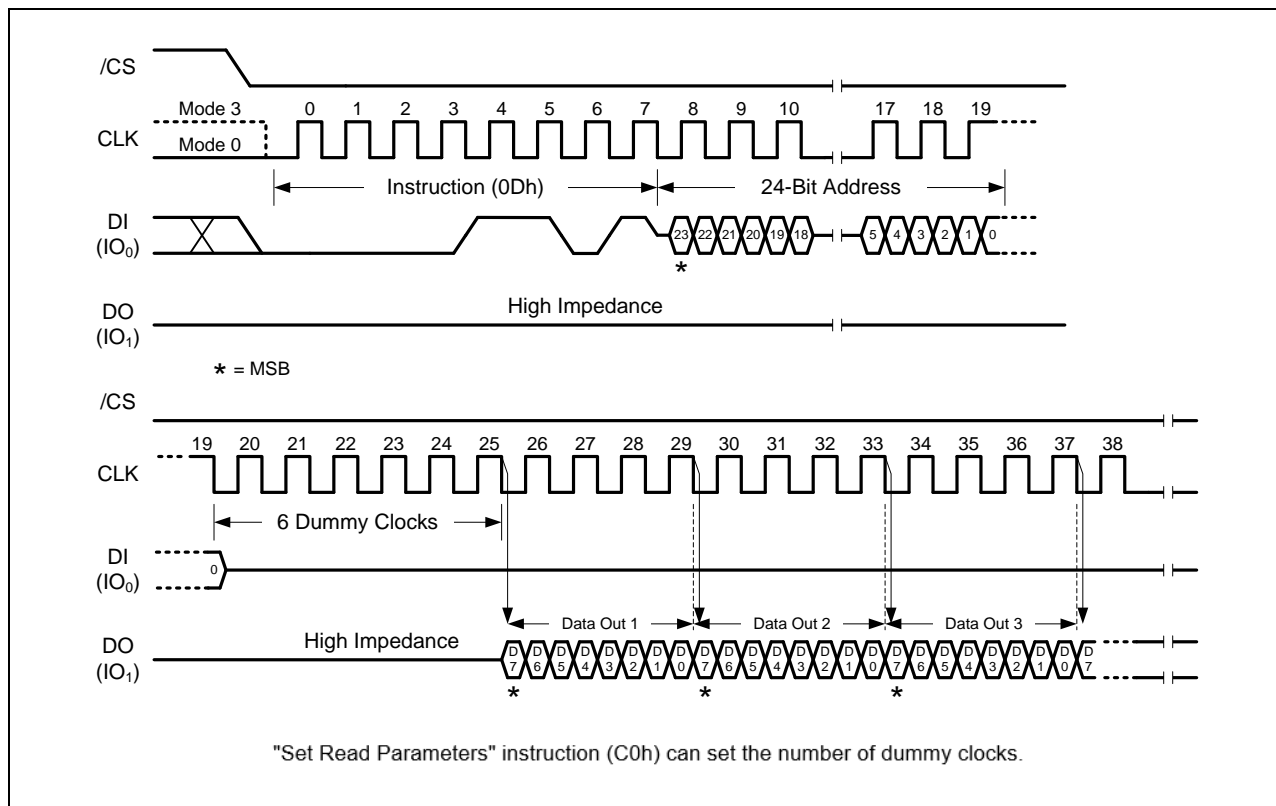 /CS
Mode 3 0 1 2 3 4 5 6 7 8 9 10 17 18 19
CLK
Mode 0
Instruction (0Dh) 24-Bit Address
DI
(IO0)
23 22 21 20 19 18 5 4 3 2 1 0
*
DO
(IO1)
High Impedance
* = MSB
/CS
19 20 21 22 23 24 25 26 27 28 29 30 31 32 33 34 35 36 37 38
CLK
6 Dummy Clocks
DI
(IO0)
0
Data Out 1 Data Out 2 Data Out 3
DO
(IO1)
High Impedance
D7 D6 D5 D4 D3 D2 D1 D0 D7 D6 D5 D4 D3 D2 D1 D0 D7 D6 D5 D4 D3 D2 D1 D0 D7
* * *
"Set Read Parameters" instruction (C0h) can set the number of dummy clocks.